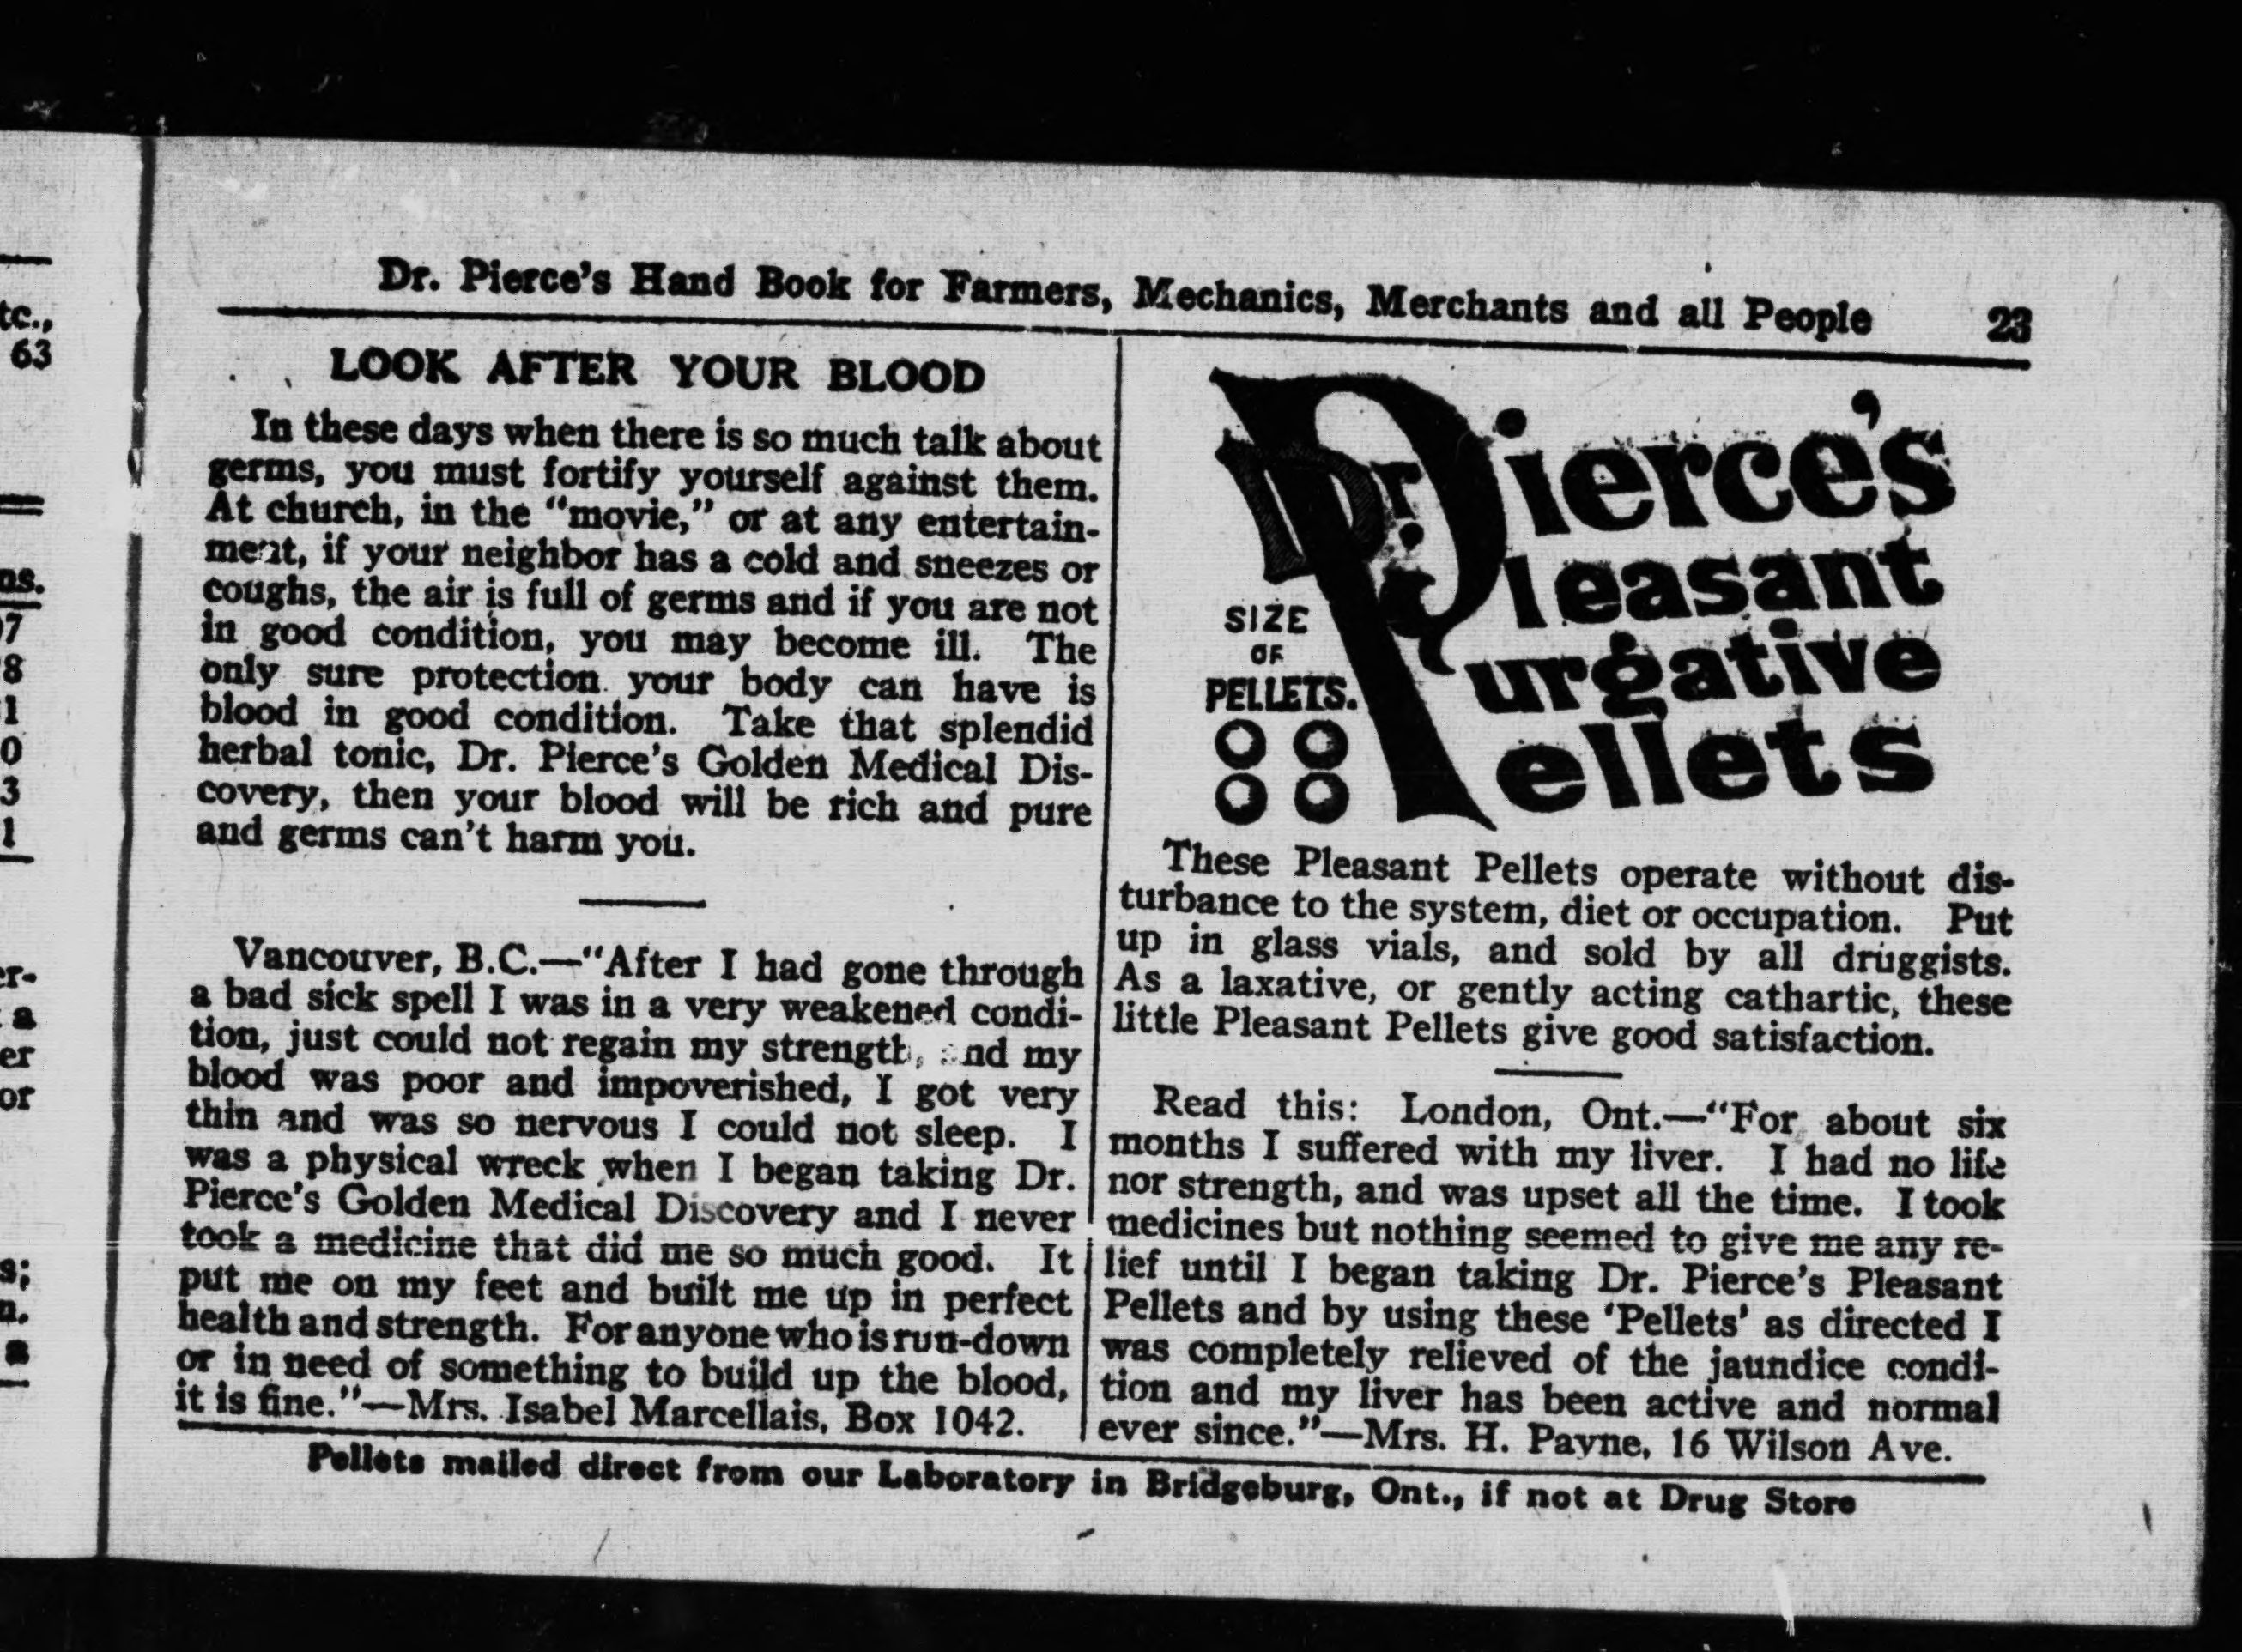 tc.,
63
ns.
7
8
1
0
3
1
er-
a
er
or
s;
n.
a
Dr. Pierce's Hand Book for Farmers, Mechanics, Merchants and all People 23
LOOK AFTER YOUR BLOOD
In these days when there is so much talk about
germs, you must fortify yourself against them.
At church, in the "movie," or at any entertain-
ment, if your neighbor has a cold and sneezes or
coughs, the air is full of germs and if you are not
in good condition, you may become ill. The
only sure protection your body can have is
blood in good condition. Take that splendid
herbal tonic, Dr. Pierce's Golden Medical Dis-
covery, then your blood will be rich and pure
and germs can't harm you.
Vancouver, B.C.—"After I had gone through
a bad sick spell I was in a very weakened condi-
tion, just could not regain my strength, and my
blood was poor and impoverished, I got very
thin and was so nervous I could not sleep. I
was a physical wreck when I began taking Dr.
Pierce's Golden Medical Discovery and I never
took a medicine that did me so much good. It
put me on my feet and built me up in perfect
health and strength. For anyone who is run-down
or in need of something to build up the blood,
it is fine."—Mrs. Isabel Marcellais, Box 1042.
Dr. Pierce's
Pleasant
Purgative
Pellets
SIZE
OF
PELLETS.
These Pleasant Pellets operate without dis-
turbance to the system, diet or occupation. Put
up in glass vials, and sold by all druggists.
As a laxative, or gently acting cathartic, these
little Pleasant Pellets give good satisfaction.
Read this: London, Ont.—"For about six
months I suffered with my liver. I had no life
nor strength, and was upset all the time. I took
medicines but nothing seemed to give me any re-
lief until I began taking Dr. Pierce's Pleasant
Pellets and by using these 'Pellets' as directed I
was completely relieved of the jaundice condi-
tion and my liver has been active and normal
ever since."—Mrs. H. Payne, 16 Wilson Ave.
Pellets mailed direct from our Laboratory in Bridgeburg, Ont., if not at Drug Store